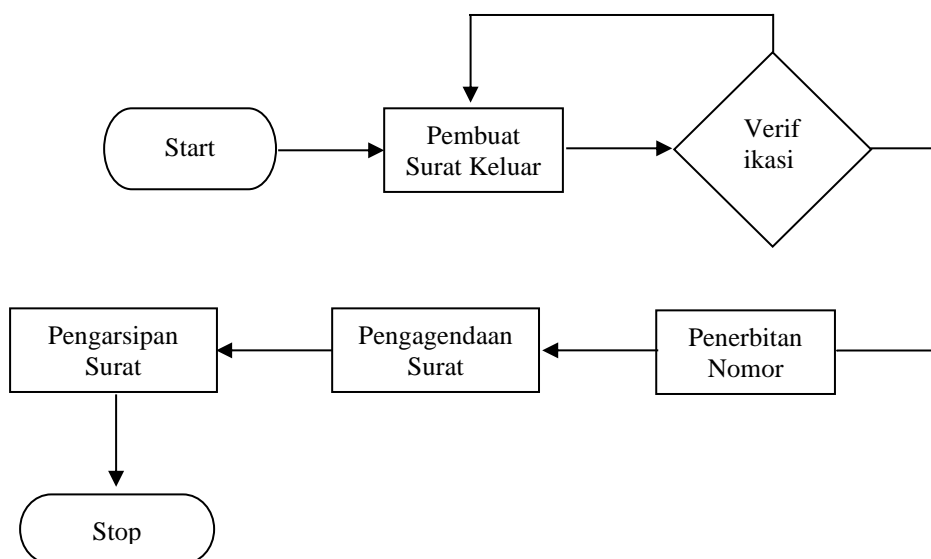 Start
Pembuat
Surat Keluar
Verif
ikasi
Pengarsipan
Surat
Pengagendaan
Surat
Penerbitan
Nomor
Stop